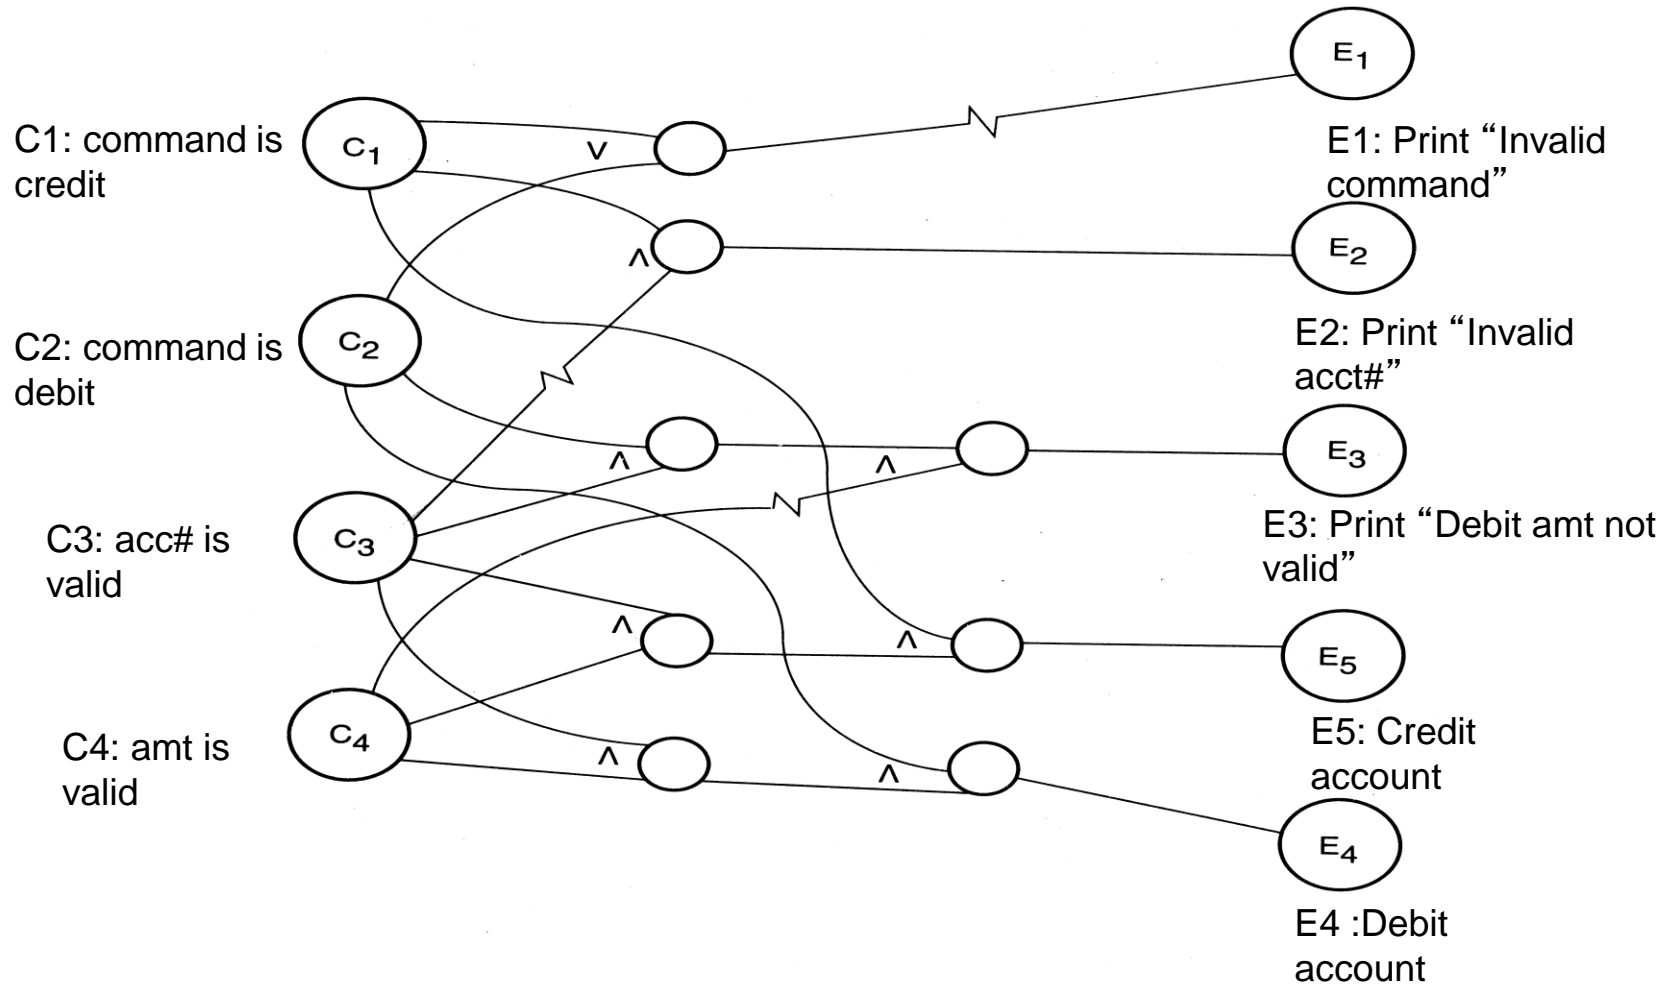 E1
C1: command is
credit
C1
∨
E1: Print “Invalid
command”
∧
E2
C2: command is
debit
C2
E2: Print “Invalid
acct#”
∧
∧
E3
C3: acc# is
valid
C3
E3: Print “Debit amt not
valid”
∧
∧
E5
C4: amt is
valid
C4
E5: Credit
account
∧
∧
E4
E4 :Debit
account